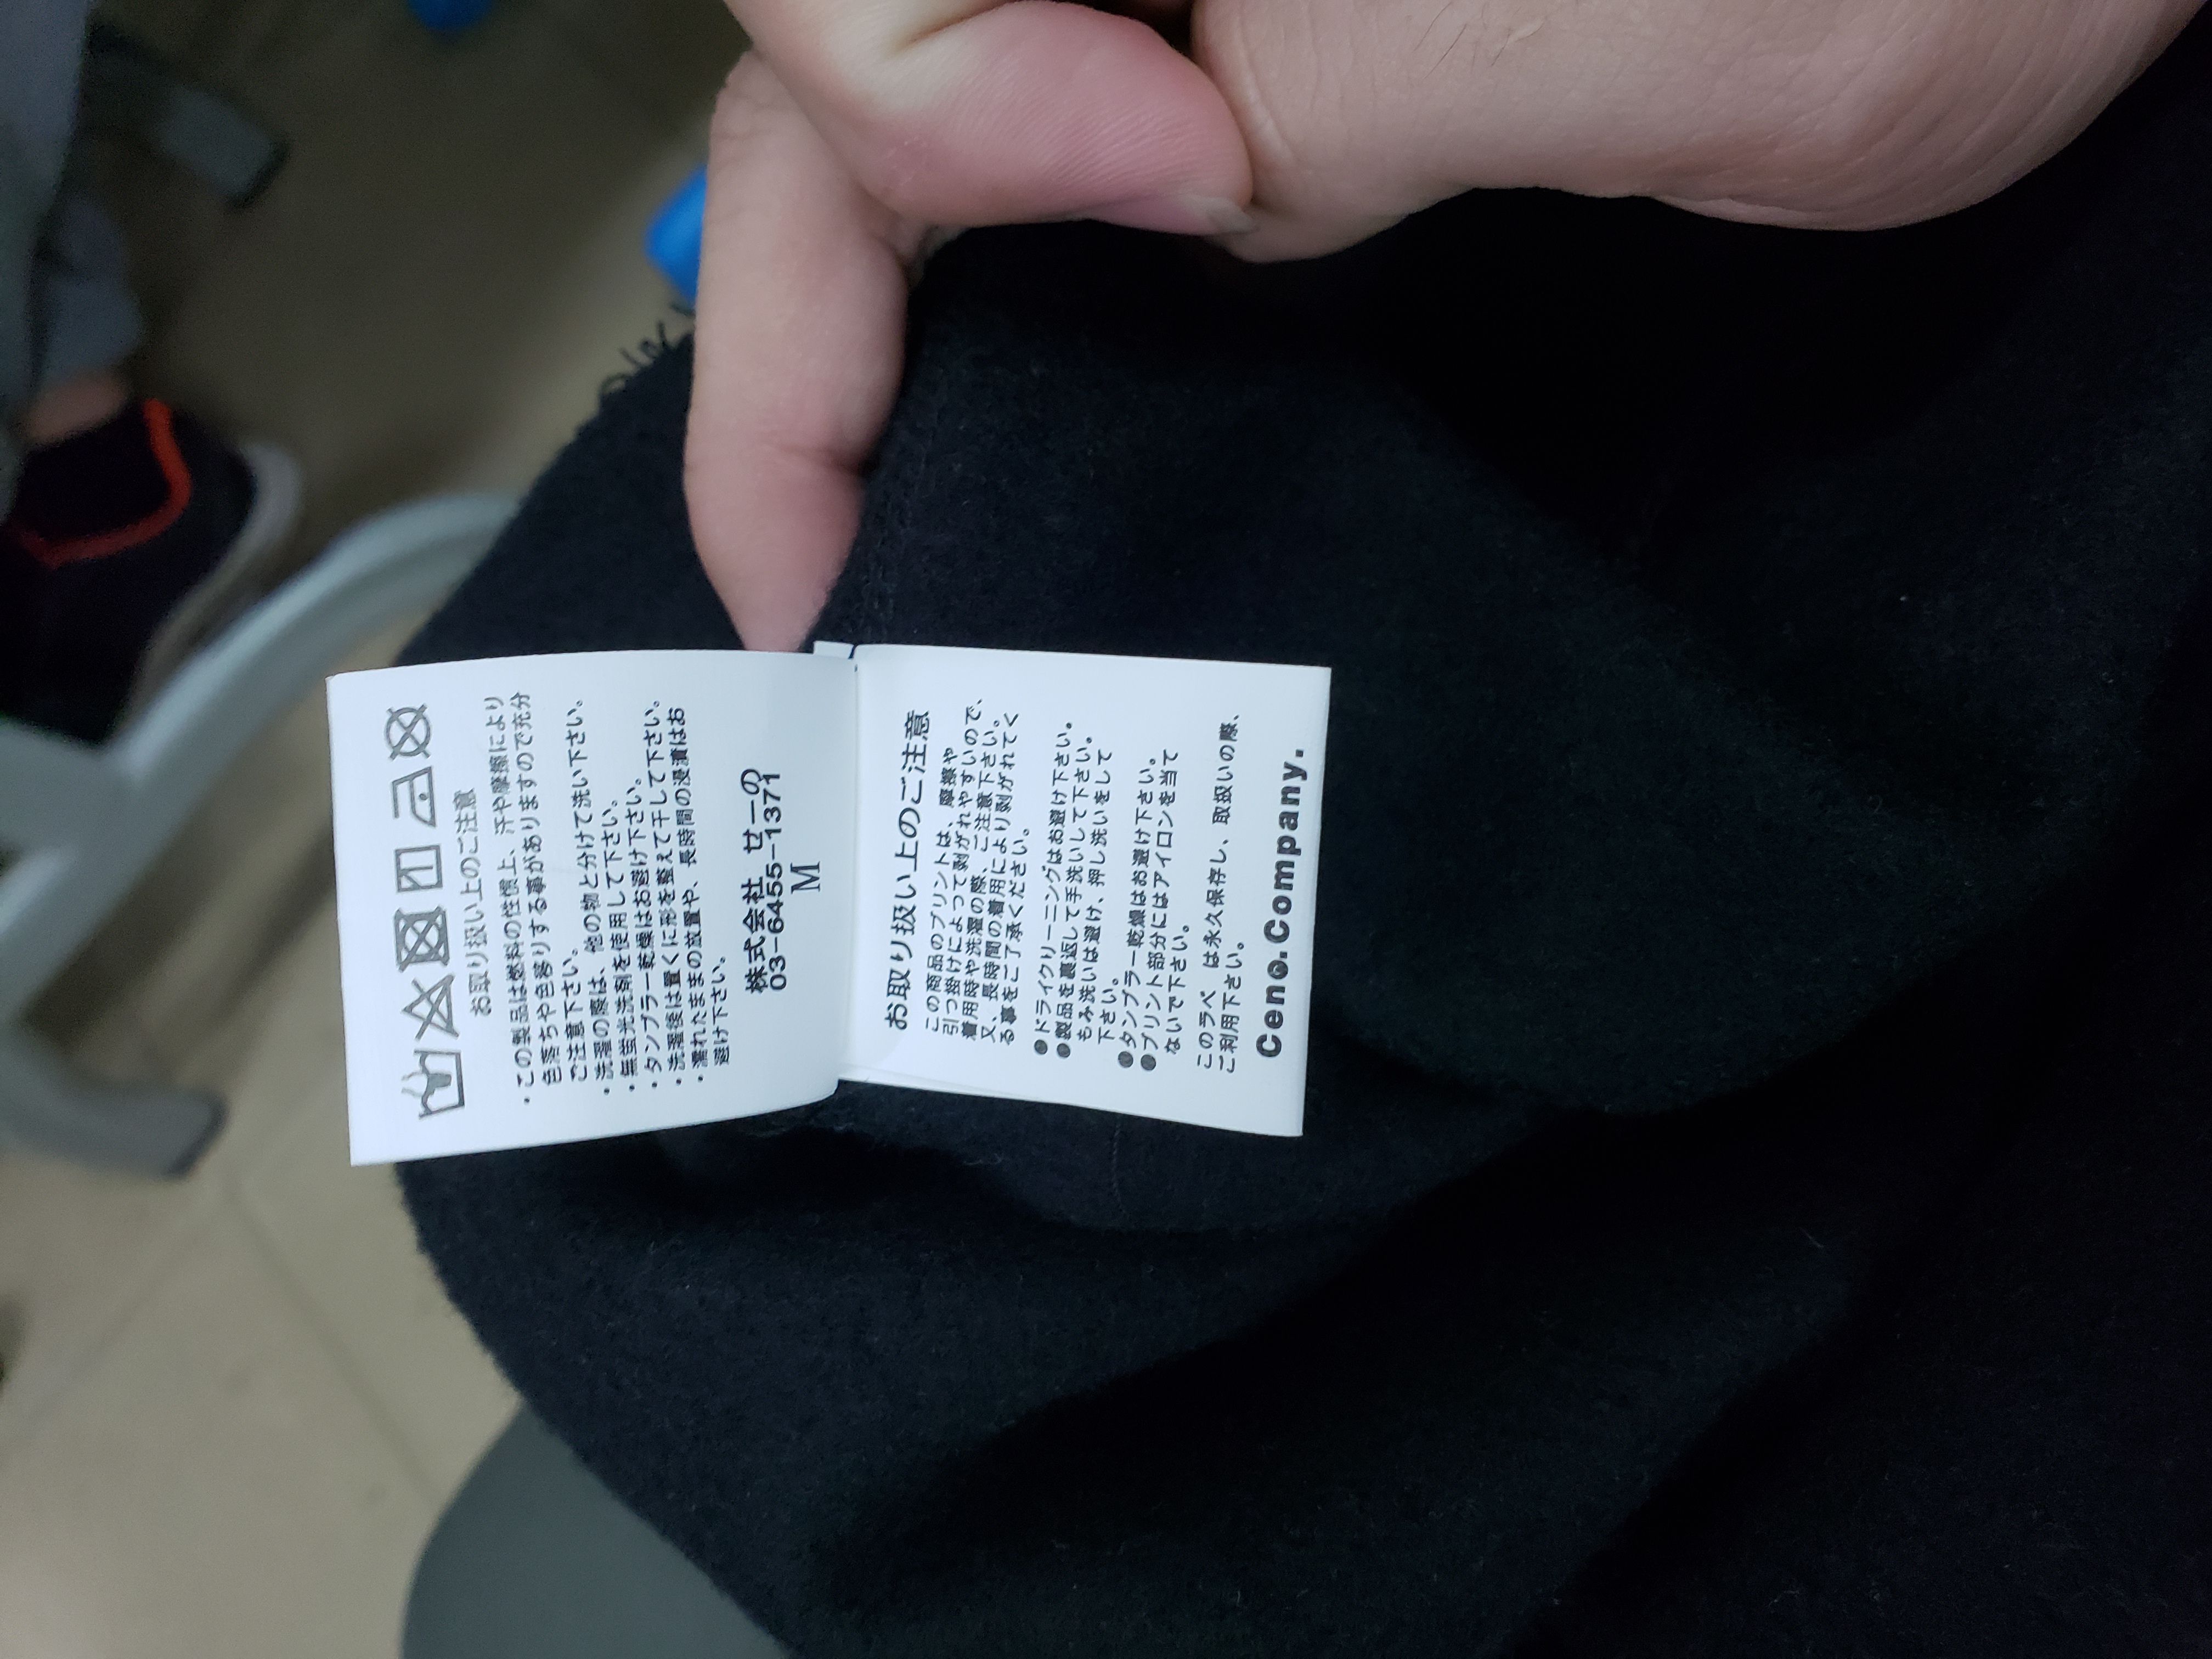 お取り扱い上のご注意
・この製品は燃料の性慣上、汗や摩擦により
色落ちや色移りする事がありますので充分
ご注意下さい。
・洗濯の際は、他の物と分けて洗い下さい。
・無蛍光洗剤を使用して下さい。
・タンブラー乾燥はお避け下さい。
・洗濯後は置くに形を整えて干して下さい。
・濡れたままの放置や、長時間の浸漬はお
避け下さい。
株式会社 せーの
03-6455-1371
M
お取り扱い上のご注意
この商品のプリントは、摩擦や
引っ掛けによって剥がれやすいので、
着用時や洗濯の際、ご注意下さい。
又、長時間の着用により剥がれてく
る事をご了承ください。
●ドライクリーニングはお避け下さい。
●製品を裏返して手洗いして下さい。
もみ洗いは避け、押し洗いをして
下さい。
●タンブラー乾燥はお避け下さい。
●プリント部分にはアイロンを当て
ないで下さい。
このラベ は永久保存し、取扱いの際、
ご利用下さい。
Ceno.Company.